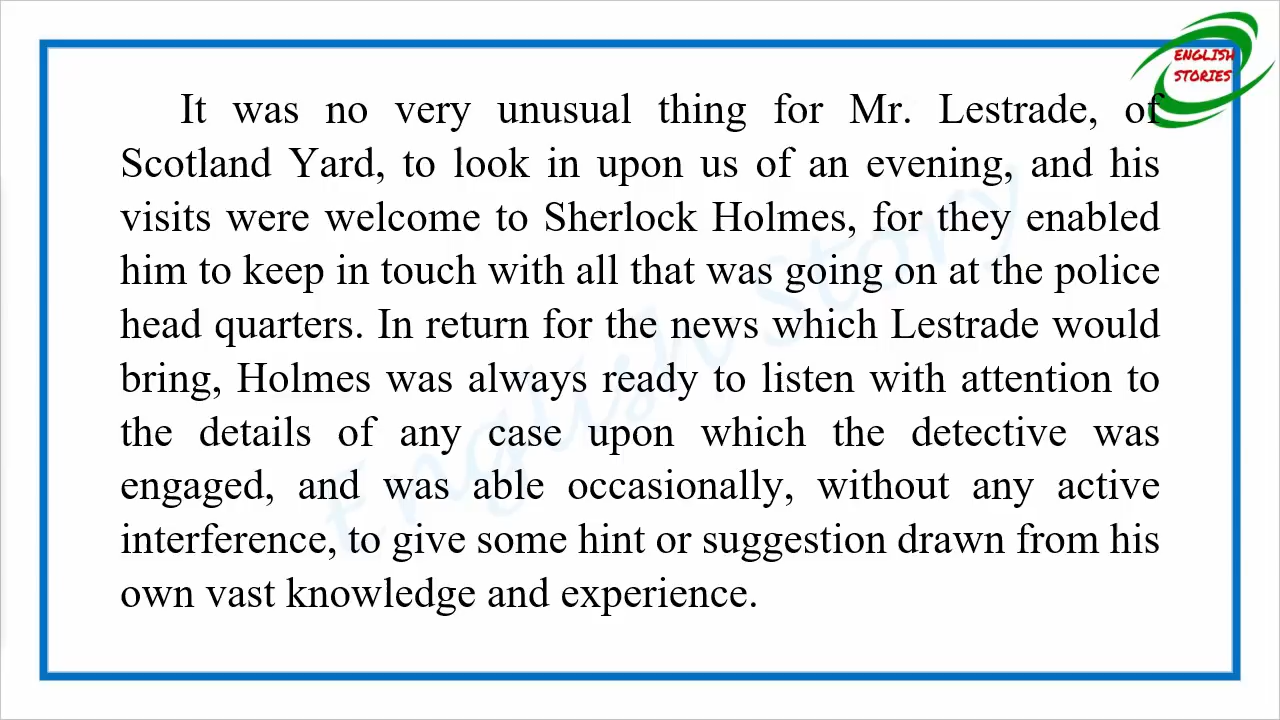 ENGLISH
STORIES
It was no very unusual thing for Mr. Lestrade, of
Scotland Yard, to look in upon us of an evening, and his
visits were welcome to Sherlock Holmes, for they enabled
him to keep in touch with all that was going on at the police
head quarters. In return for the news which Lestrade would
bring, Holmes was always ready to listen with attention to
the details of any case upon which the detective was
engaged, and was able occasionally, without any active
interference, to give some hint or suggestion drawn from his
own vast knowledge and experience.
English Story